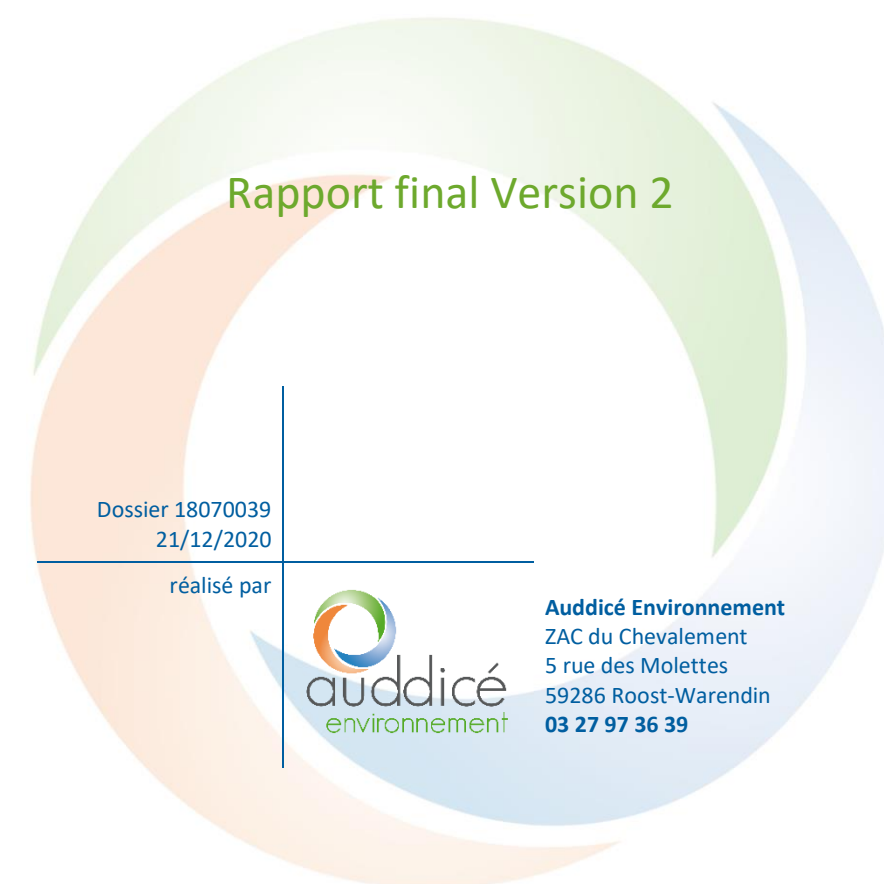 Rapport final Version 2
Dossier 18070039
21/12/2020
réalisé par
auddicé
environnement
Auddicé Environnement
ZAC du Chevalement
5 rue des Molettes
59286 Roost-Warendin
03 27 97 36 39